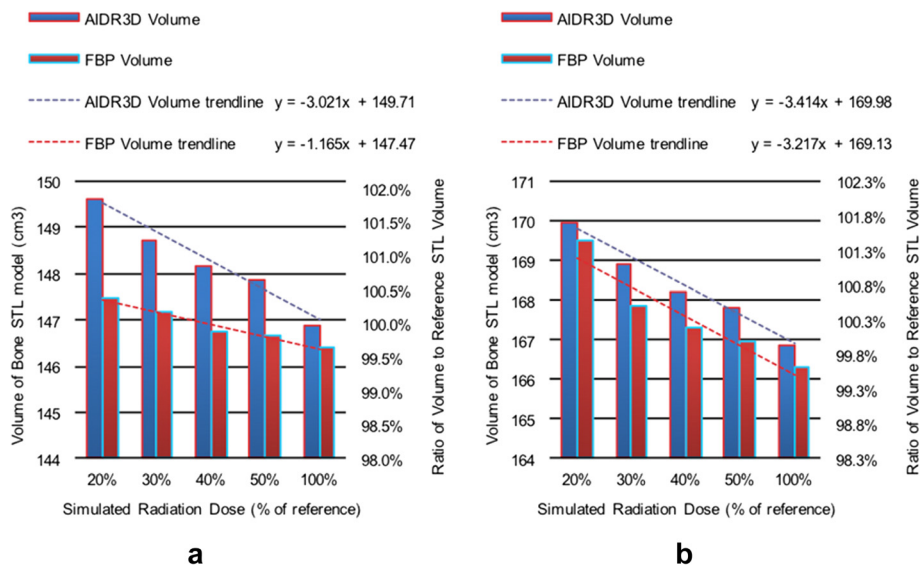 AIDR3D Volume
FBP Volume
AIDR3D Volume trendline y = -3.021x + 149.71
FBP Volume trendline y = -1.165x + 147.47
150
149
148
147
146
145
144
Volume of Bone STL model (cm3)
102.0%
101.5%
101.0%
100.5%
100.0%
99.5%
99.0%
98.5%
98.0%
Ratio of Volume to Reference STL Volume
20% 30% 40% 50% 100%
Simulated Radiation Dose (% of reference)
a
AIDR3D Volume
FBP Volume
AIDR3D Volume trendline y = -3.414x + 169.98
FBP Volume trendline y = -3.217x + 169.13
171
170
169
168
167
166
165
164
Volume of Bone STL model (cm3)
102.3%
101.8%
101.3%
100.8%
100.3%
99.8%
99.3%
98.8%
98.3%
Ratio of Volume to Reference STL Volume
20% 30% 40% 50% 100%
Simulated Radiation Dose (% of reference)
b